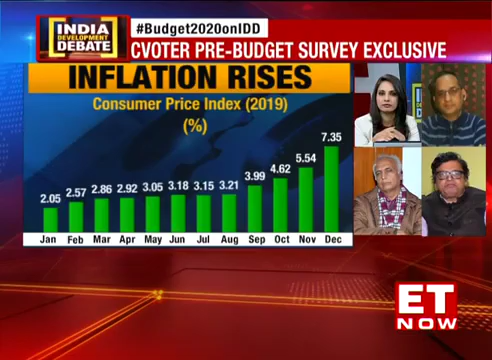 INDIA
DEVELOPMENT
DEBATE
#Budget2020onIDD
CVOTER PRE-BUDGET SURVEY EXCLUSIVE
INFLATION RISES
Consumer Price Index (2019)
(%)
2.05 2.57 2.86 2.92 3.05 3.18 3.15 3.21 3.99 4.62 5.54 7.35
Jan Feb Mar Apr May Jun Jul Aug Sep Oct Nov Dec
ET
NOW